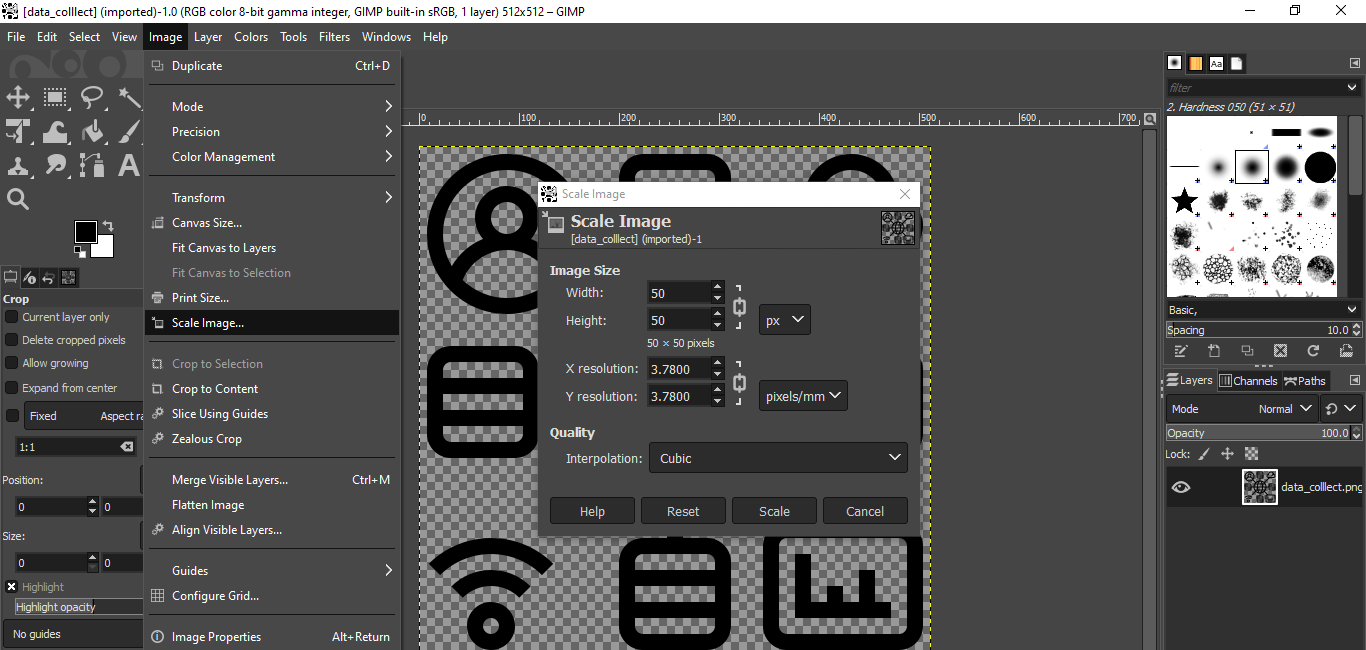 [data_colllect] (imported)-1.0 (RGB color 8-bit gamma integer, GIMP built-in sRGB, 1 layer) 512x512 – GIMP
File Edit Select View Image Layer Colors Tools Filters Windows Help
Duplicate Ctrl+D
Mode
Precision
Color Management
Transform
Canvas Size...
Fit Canvas to Layers
Fit Canvas to Selection
Print Size...
Scale Image...
Crop to Selection
Crop to Content
Slice Using Guides
Zealous Crop
Merge Visible Layers... Ctrl+M
Flatten Image
Align Visible Layers...
Guides
Configure Grid...
Image Properties Alt+Return
Crop
Current layer only
Delete cropped pixels
Allow growing
Expand from center
Fixed Aspect ra
1:1
Position:
0 0
Size:
0 0
Highlight
Highlight opacity
No guides
0 100 200 300 400 500 600 700
Scale Image
Scale Image
[data_colllect] (imported)-1
Image Size
Width: 50
Height: 50 px
50 × 50 pixels
X resolution: 3.7800
Y resolution: 3.7800 pixels/mm
Quality
Interpolation: Cubic
Help Reset Scale Cancel
Aa
filter
2. Hardness 050 (51 × 51)
Basic,
Spacing 10.0
Layers Channels Paths
Mode Normal
Opacity 100.0
Lock:
data_colllect.png